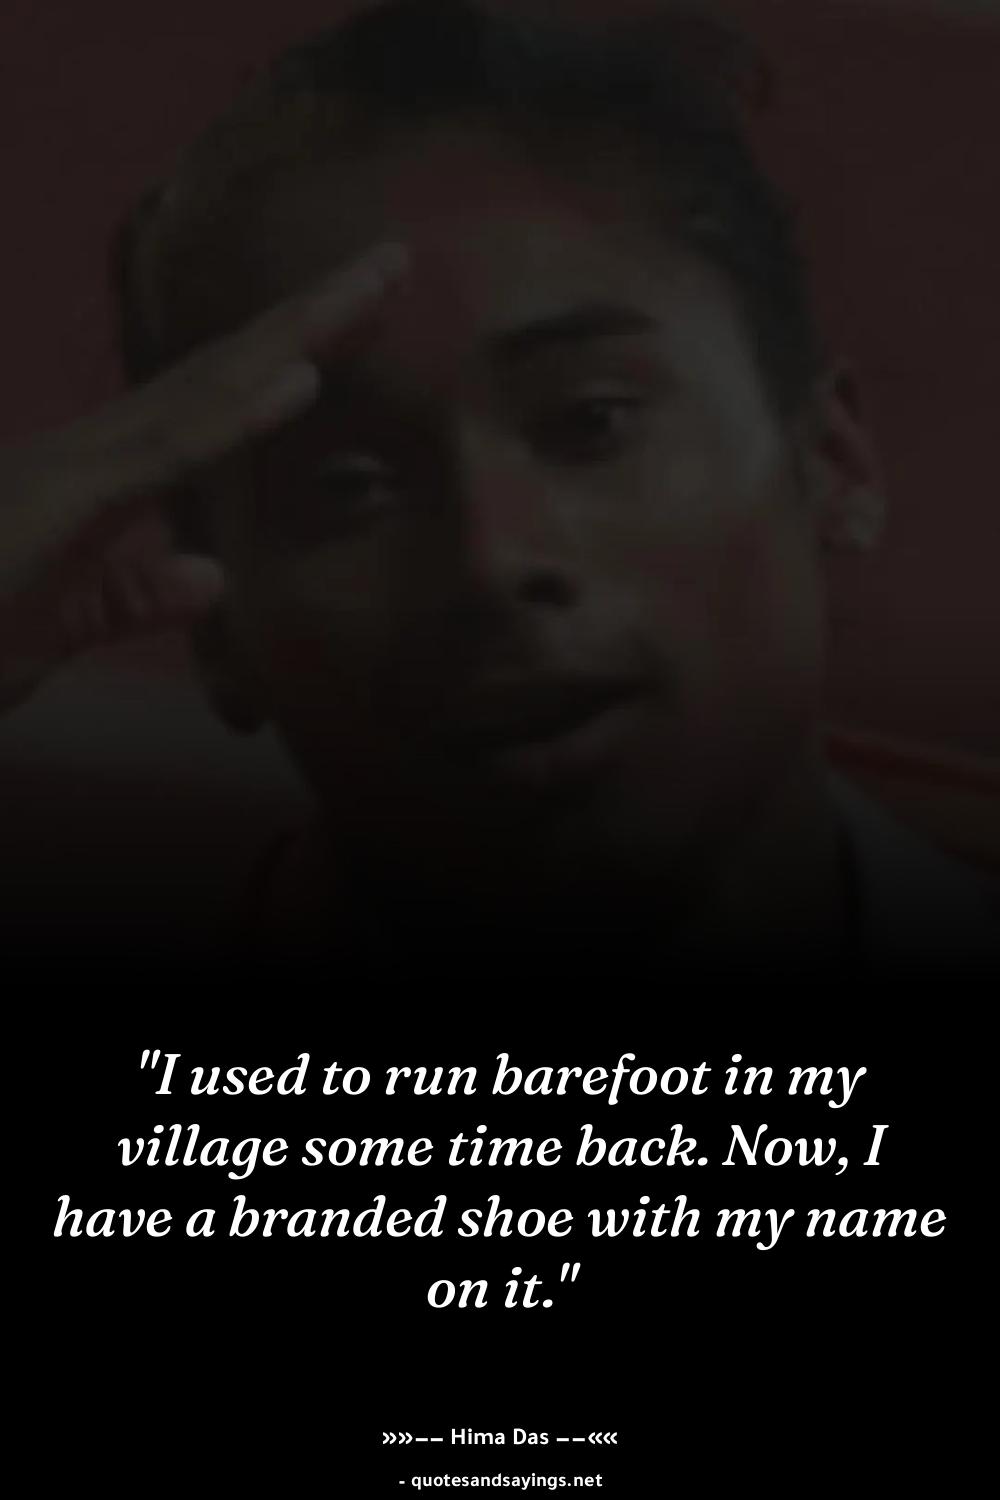 "I used to run barefoot in my
village some time back. Now, I
have a branded shoe with my name
on it."
»»–– Hima Das ––««
- quotesandsayings.net